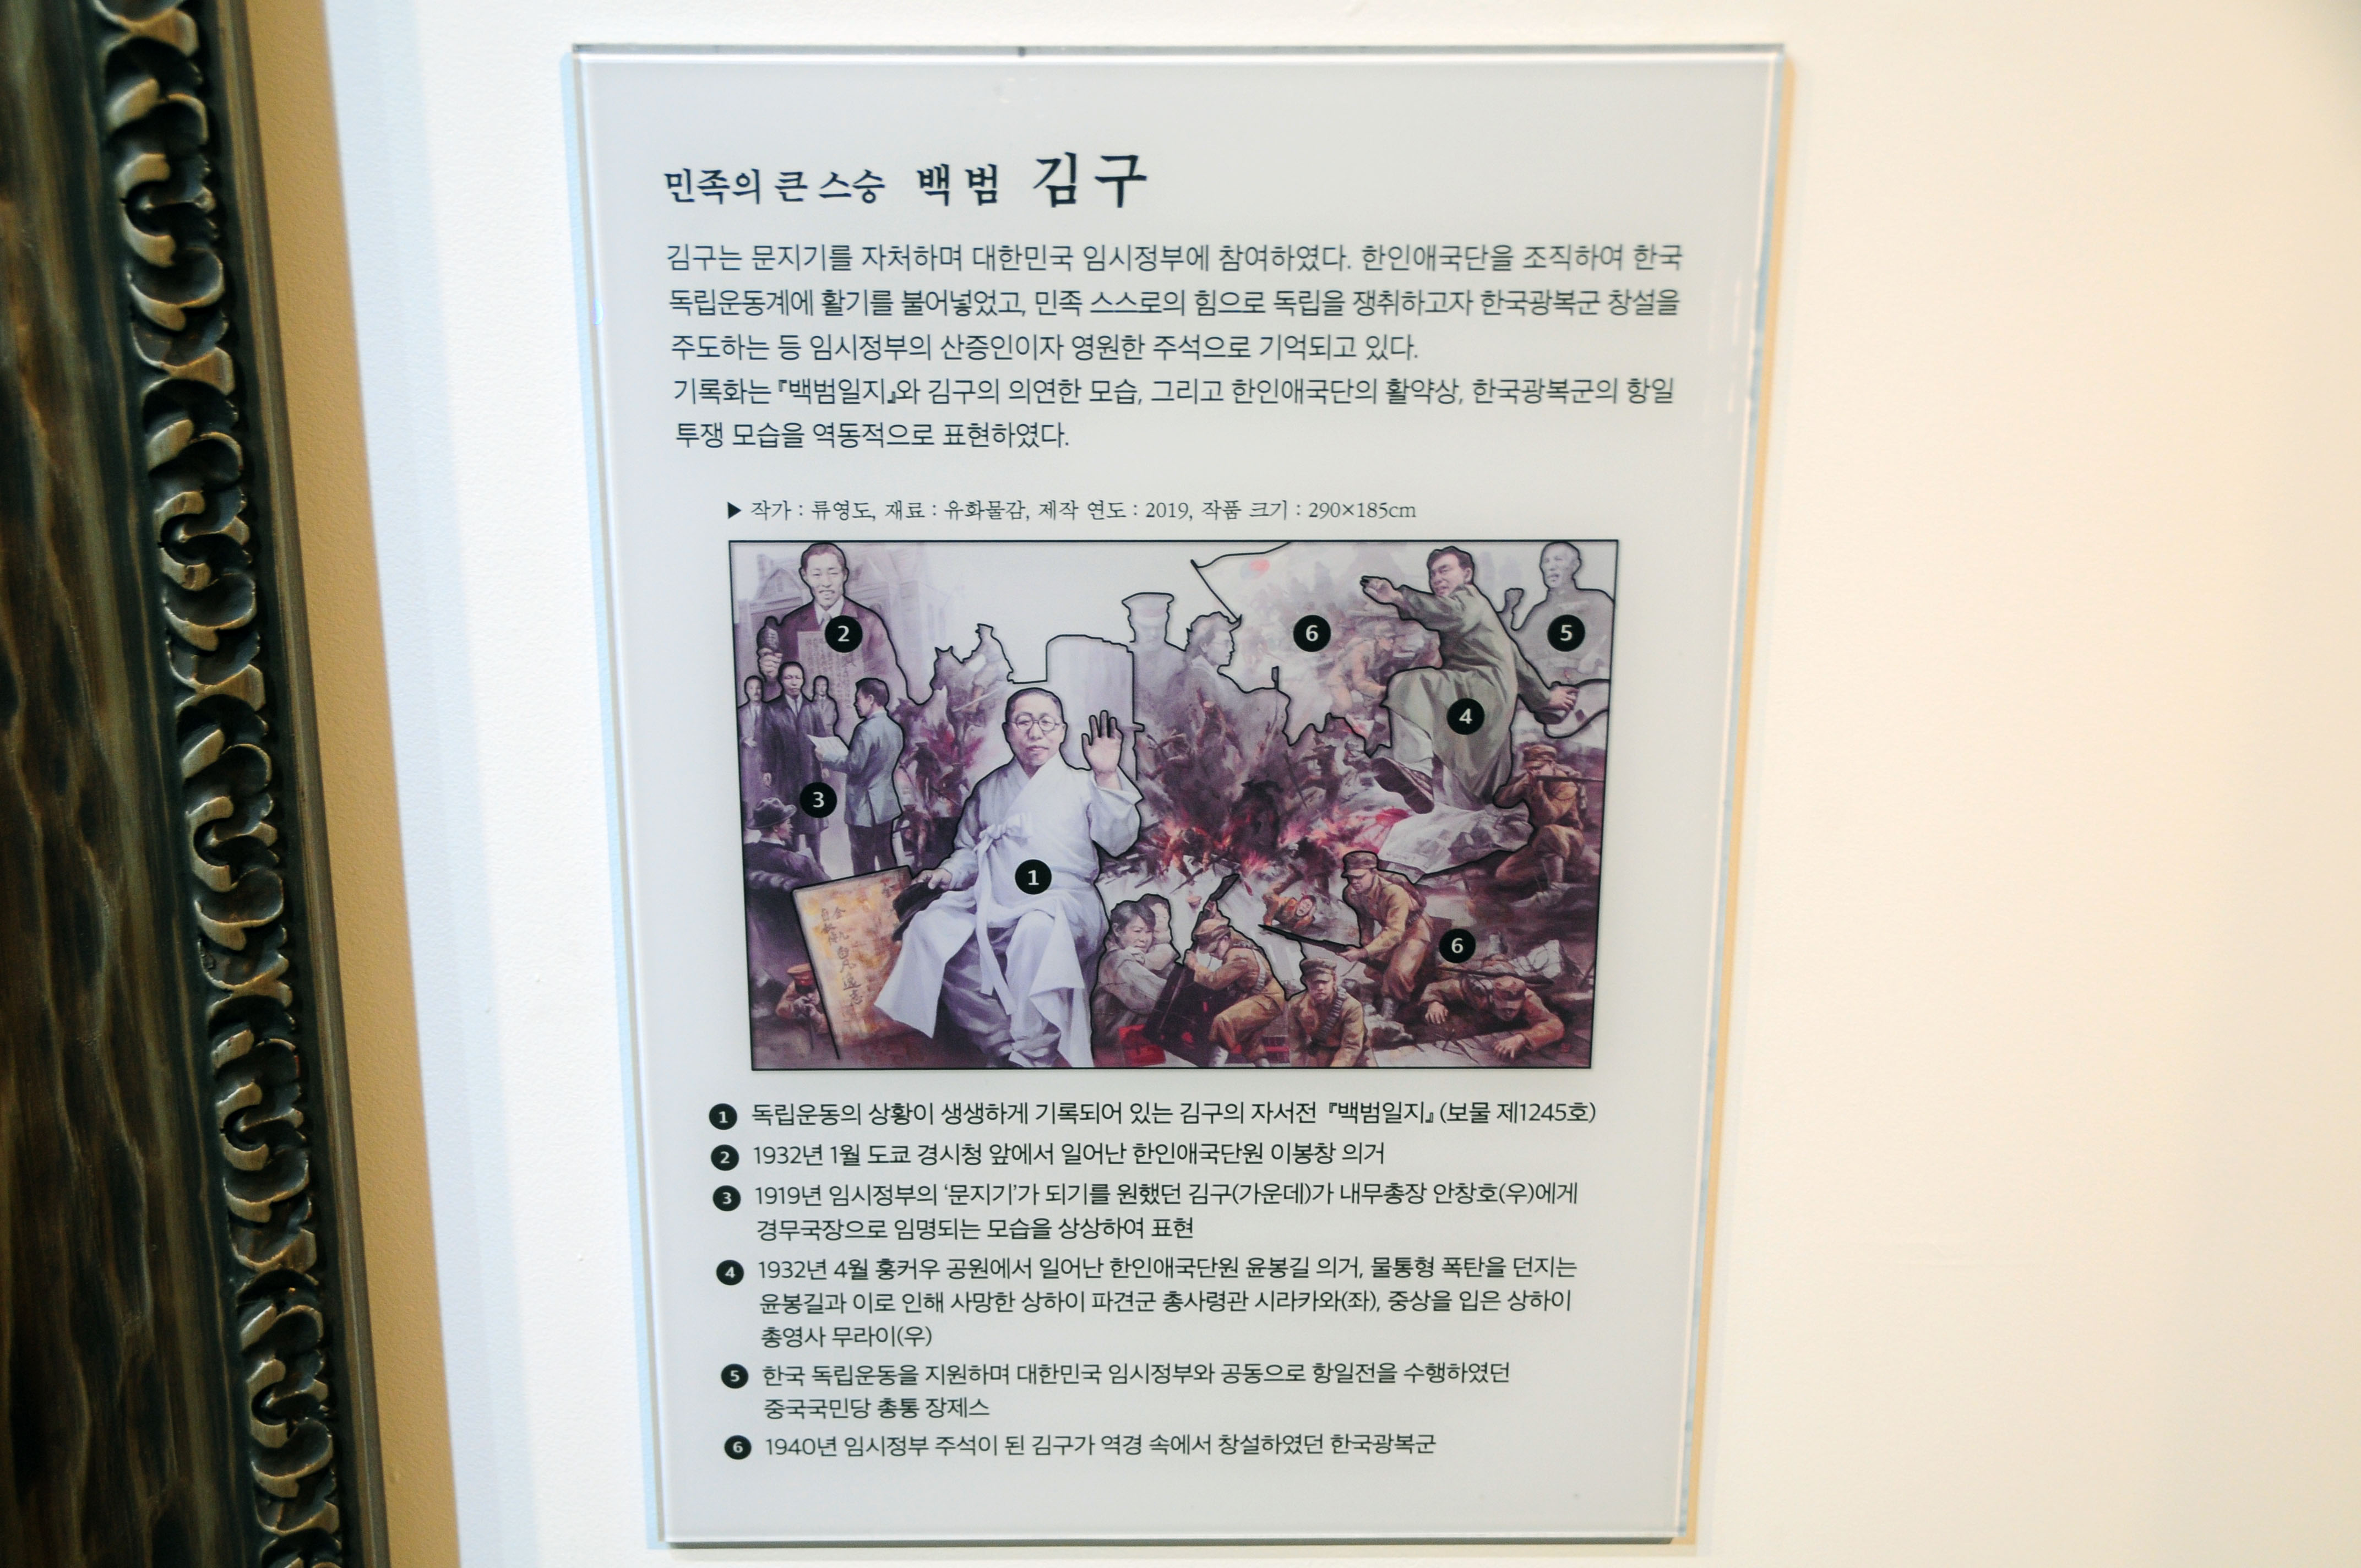 민족의 큰 스승 백범 김구
김구는 문지기를 자처하며 대한민국 임시정부에 참여하였다. 한인애국단을 조직하여 한국
독립운동계에 활기를 불어넣었고, 민족 스스로의 힘으로 독립을 쟁취하고자 한국광복군 창설을
주도하는 등 임시정부의 산증인이자 영원한 주석으로 기억되고 있다.
기록화는 『백범일지』와 김구의 의연한 모습, 그리고 한인애국단의 활약상, 한국광복군의 항일
투쟁 모습을 역동적으로 표현하였다.
▶ 작가 : 류영도, 재료 : 유화물감, 제작 연도 : 2019, 작품 크기 : 290×185cm
2
6
5
4
3
1
6
❶ 독립운동의 상황이 생생하게 기록되어 있는 김구의 자서전 『백범일지』(보물 제1245호)
❷ 1932년 1월 도쿄 경시청 앞에서 일어난 한인애국단원 이봉창 의거
❸ 1919년 임시정부의 ‘문지기’가 되기를 원했던 김구(가운데)가 내무총장 안창호(우)에게
경무국장으로 임명되는 모습을 상상하여 표현
❹ 1932년 4월 훙커우 공원에서 일어난 한인애국단원 윤봉길 의거, 물통형 폭탄을 던지는
윤봉길과 이로 인해 사망한 상하이 파견군 총사령관 시라카와(좌), 중상을 입은 상하이
총영사 무라이(우)
❺ 한국 독립운동을 지원하며 대한민국 임시정부와 공동으로 항일전을 수행하였던
중국국민당 총통 장제스
❻ 1940년 임시정부 주석이 된 김구가 역경 속에서 창설하였던 한국광복군